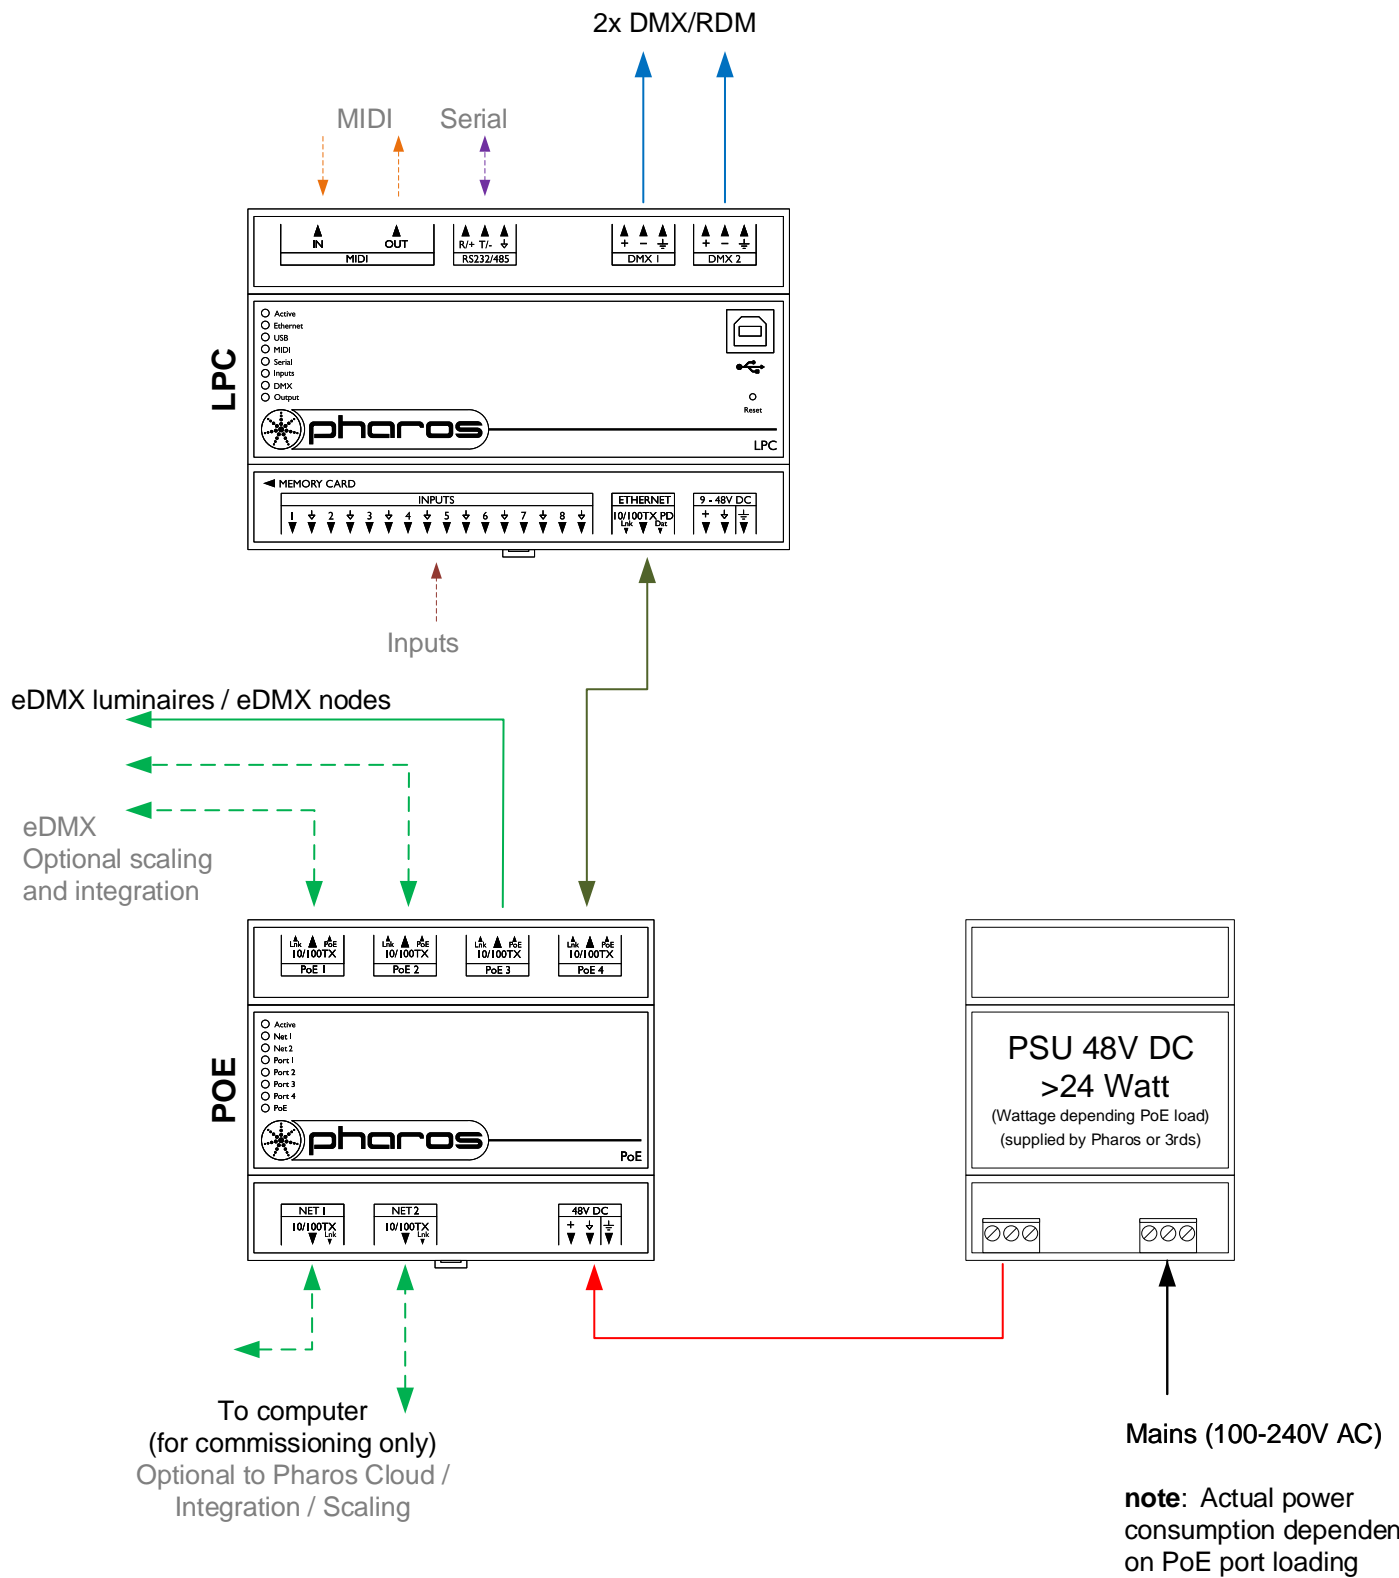 2x DMX/RDM
MIDI
Serial
IN
OUT
MIDI
R/+ T/-
RS232/485
+ −
DMX 1
+ −
DMX 2
LPC
Active
Ethernet
USB
MIDI
Serial
Inputs
DMX
Output
Reset
pharos
LPC
MEMORY CARD
INPUTS
1 2 3 4 5 6 7 8
ETHERNET
10/100TX PD
Lnk Dat
9 - 48V DC
+
Inputs
eDMX luminaires / eDMX nodes
eDMX
Optional scaling
and integration
Lnk PoE
10/100TX
PoE 1
Lnk PoE
10/100TX
PoE 2
Lnk PoE
10/100TX
PoE 3
Lnk PoE
10/100TX
PoE 4
POE
Active
Net 1
Net 2
Port 1
Port 2
Port 3
Port 4
PoE
pharos
PoE
NET 1
10/100TX
Lnk
NET 2
10/100TX
Lnk
48V DC
+
PSU 48V DC
>24 Watt
(Wattage depending PoE load)
(supplied by Pharos or 3rds)
To computer
(for commissioning only)
Optional to Pharos Cloud /
Integration / Scaling
Mains (100-240V AC)
note: Actual power
consumption dependen
on PoE port loading